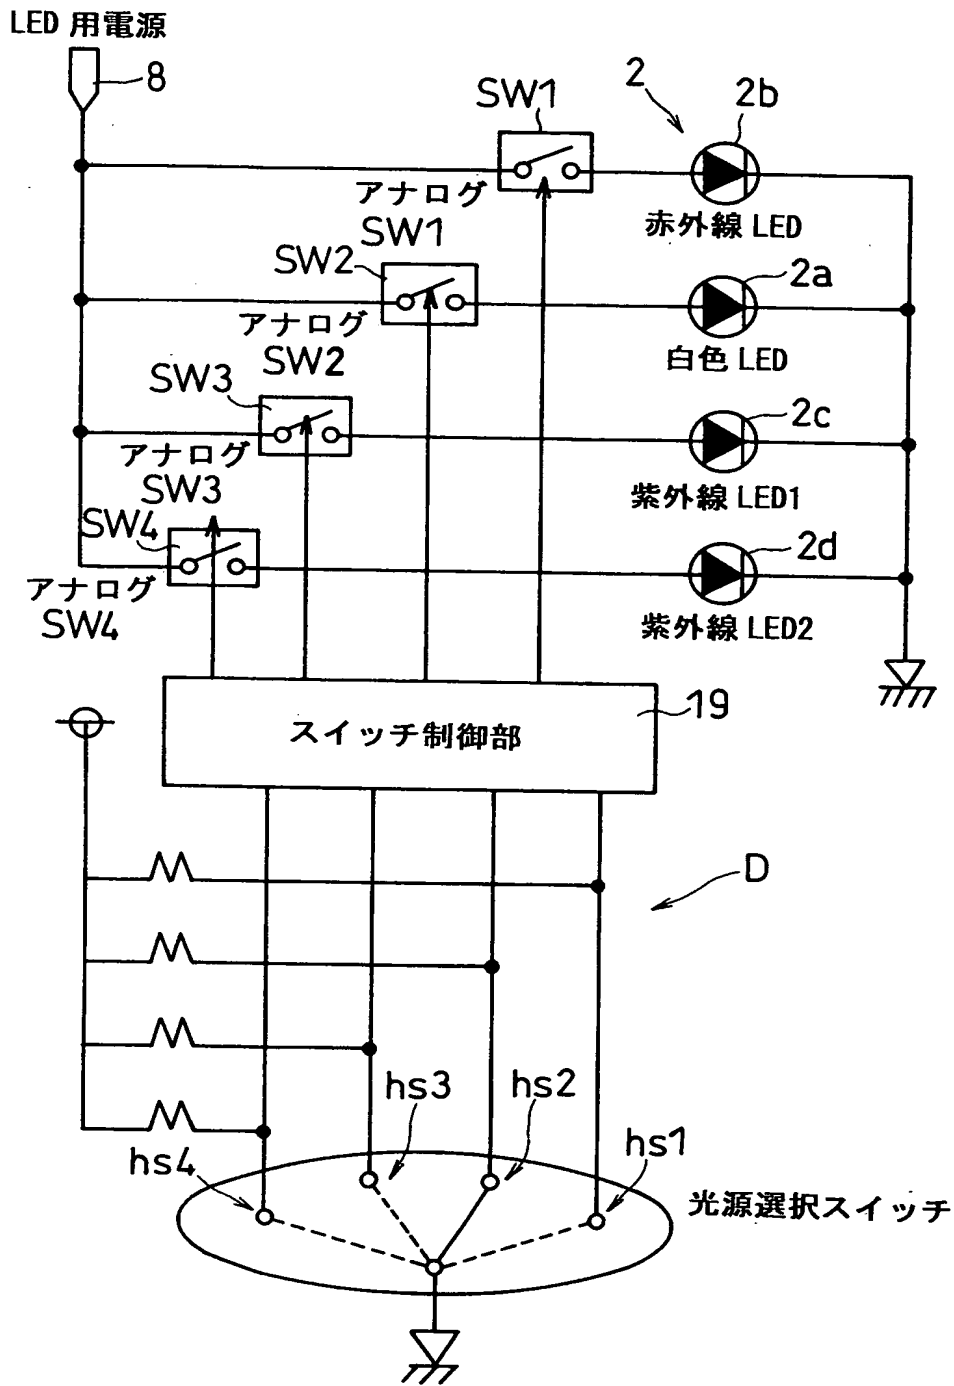 LED 用電源
8
SW1
2
2b
アナログ
SW1
赤外線 LED
SW2
2a
アナログ
SW2
白色 LED
SW3
2c
アナログ
SW3
紫外線 LED1
SW4
2d
アナログ
SW4
紫外線 LED2
19
スイッチ制御部
D
hs3
hs2
hs4
hs1
光源選択スイッチ